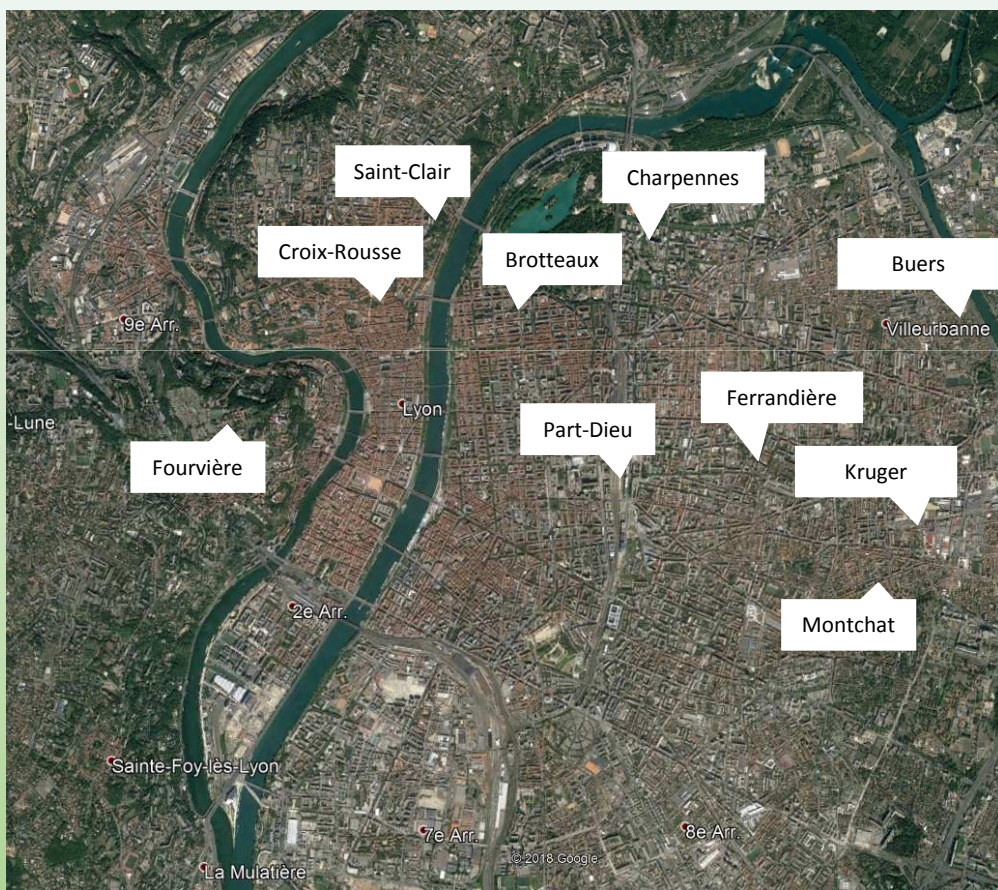 Saint-Clair
Charpennes
Croix-Rousse
Brotteaux
Buers
9e Arr.
Villeurbanne
Ferrandière
Lyon
-Lune
Part-Dieu
Fourvière
Kruger
2e Arr.
Montchat
Sainte-Foy-lès-Lyon
7e Arr.
8e Arr.
© 2018 Google
La Mulatière